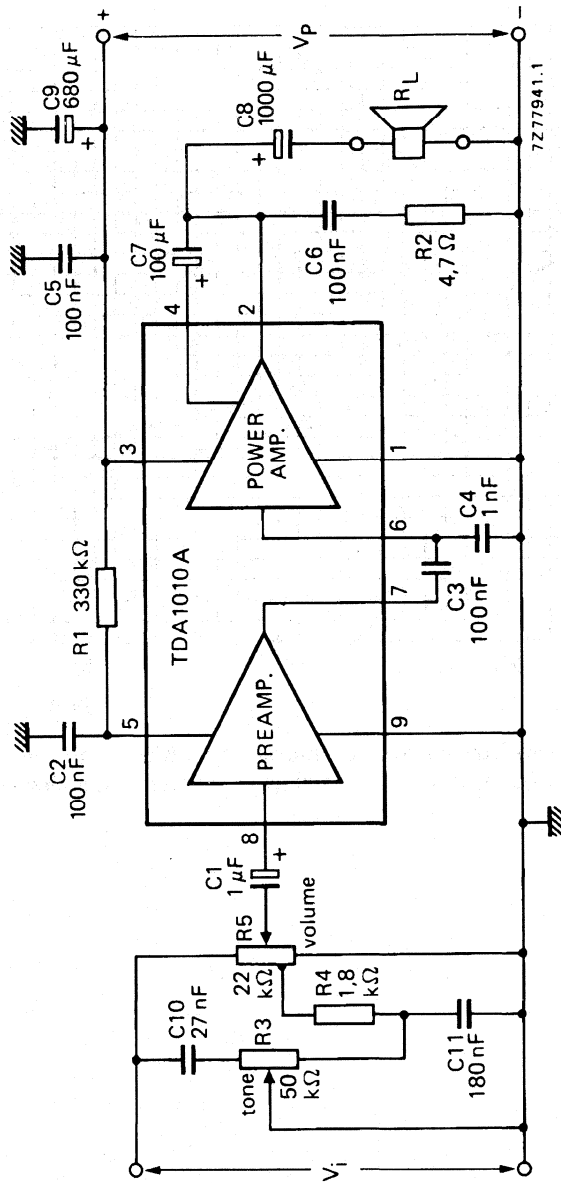 C9
680 µF
+
+
C5
100 nF
R1 330 kΩ
C2
100 nF
C7
100 µF
+
C8
1000 µF
+
4
2
3
5
TDA1010A
POWER
AMP.
PREAMP.
C6
100 nF
R2
4,7 Ω
R L
VP
8
C1
1 µF
+
7
6
1
9
C3
100 nF
C4
1 nF
C10
27 nF
tone
R3
50
kΩ
22
kΩ
R5
volume
R4
1,8
kΩ
C11
180 nF
Vi
–
7Z77941.1